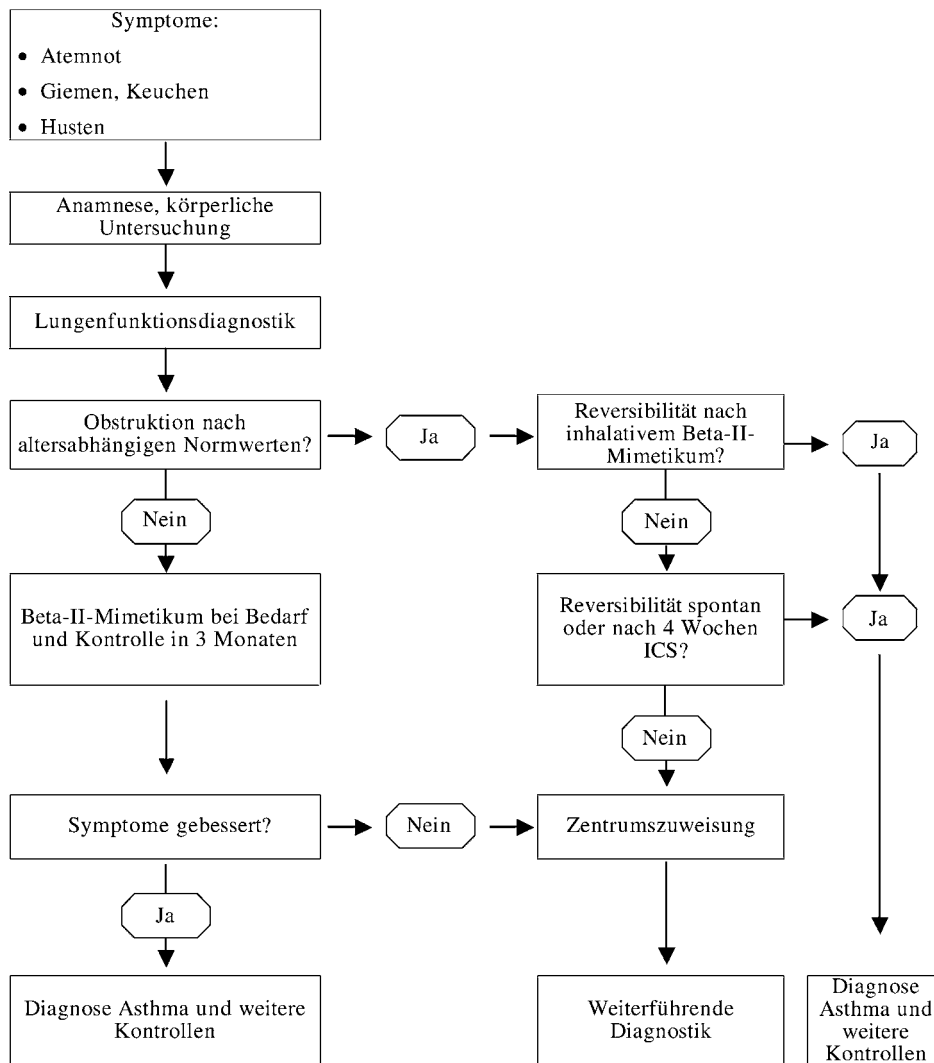 Symptome:
• Atemnot
• Giemen, Keuchen
• Husten
Anamnese, körperliche
Untersuchung
Lungenfunktionsdiagnostik
Obstruktion nach
altersabhängigen Normwerten?
Ja
Reversibilität nach
inhalativem Beta-II-
Mimetikum?
Ja
Nein
Nein
Beta-II-Mimetikum bei Bedarf
und Kontrolle in 3 Monaten
Reversibilität spontan
oder nach 4 Wochen
ICS?
Ja
Nein
Symptome gebessert?
Nein
Zentrumszuweisung
Ja
Diagnose Asthma und weitere
Kontrollen
Weiterführende
Diagnostik
Diagnose
Asthma und
weitere
Kontrollen